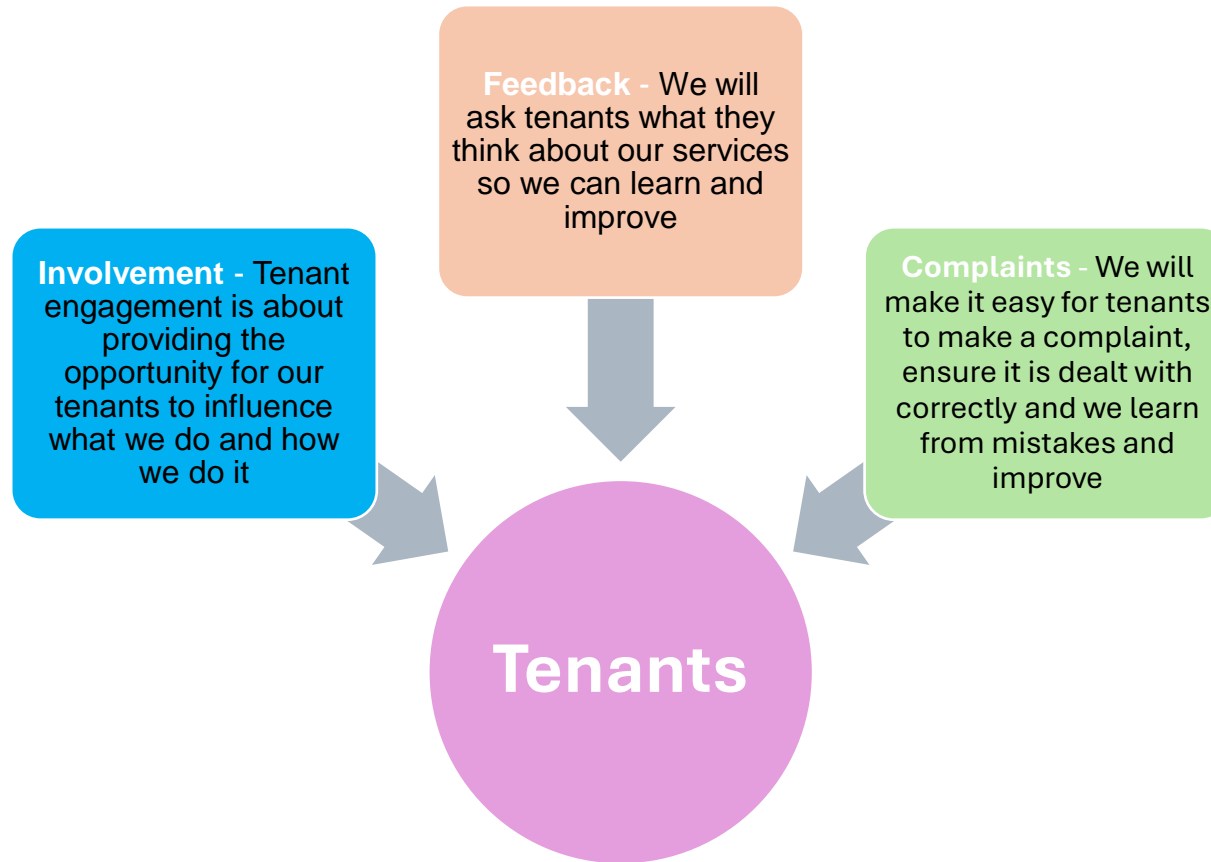 Feedback - We will
ask tenants what they
think about our services
so we can learn and
improve
Involvement - Tenant
engagement is about
providing the
opportunity for our
tenants to influence
what we do and how
we do it
Complaints - We will
make it easy for tenants
to make a complaint,
ensure it is dealt with
correctly and we learn
from mistakes and
improve
Tenants